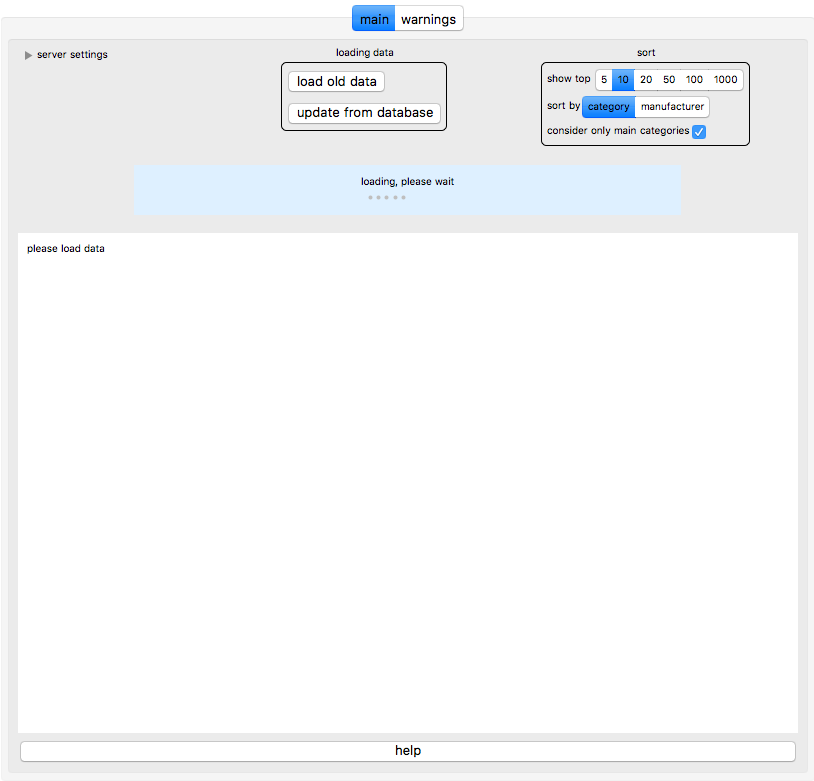 main warnings
server settings
loading data
load old data
update from database
sort
show top 5 10 20 50 100 1000
sort by category manufacturer
consider only main categories
loading, please wait
please load data
help